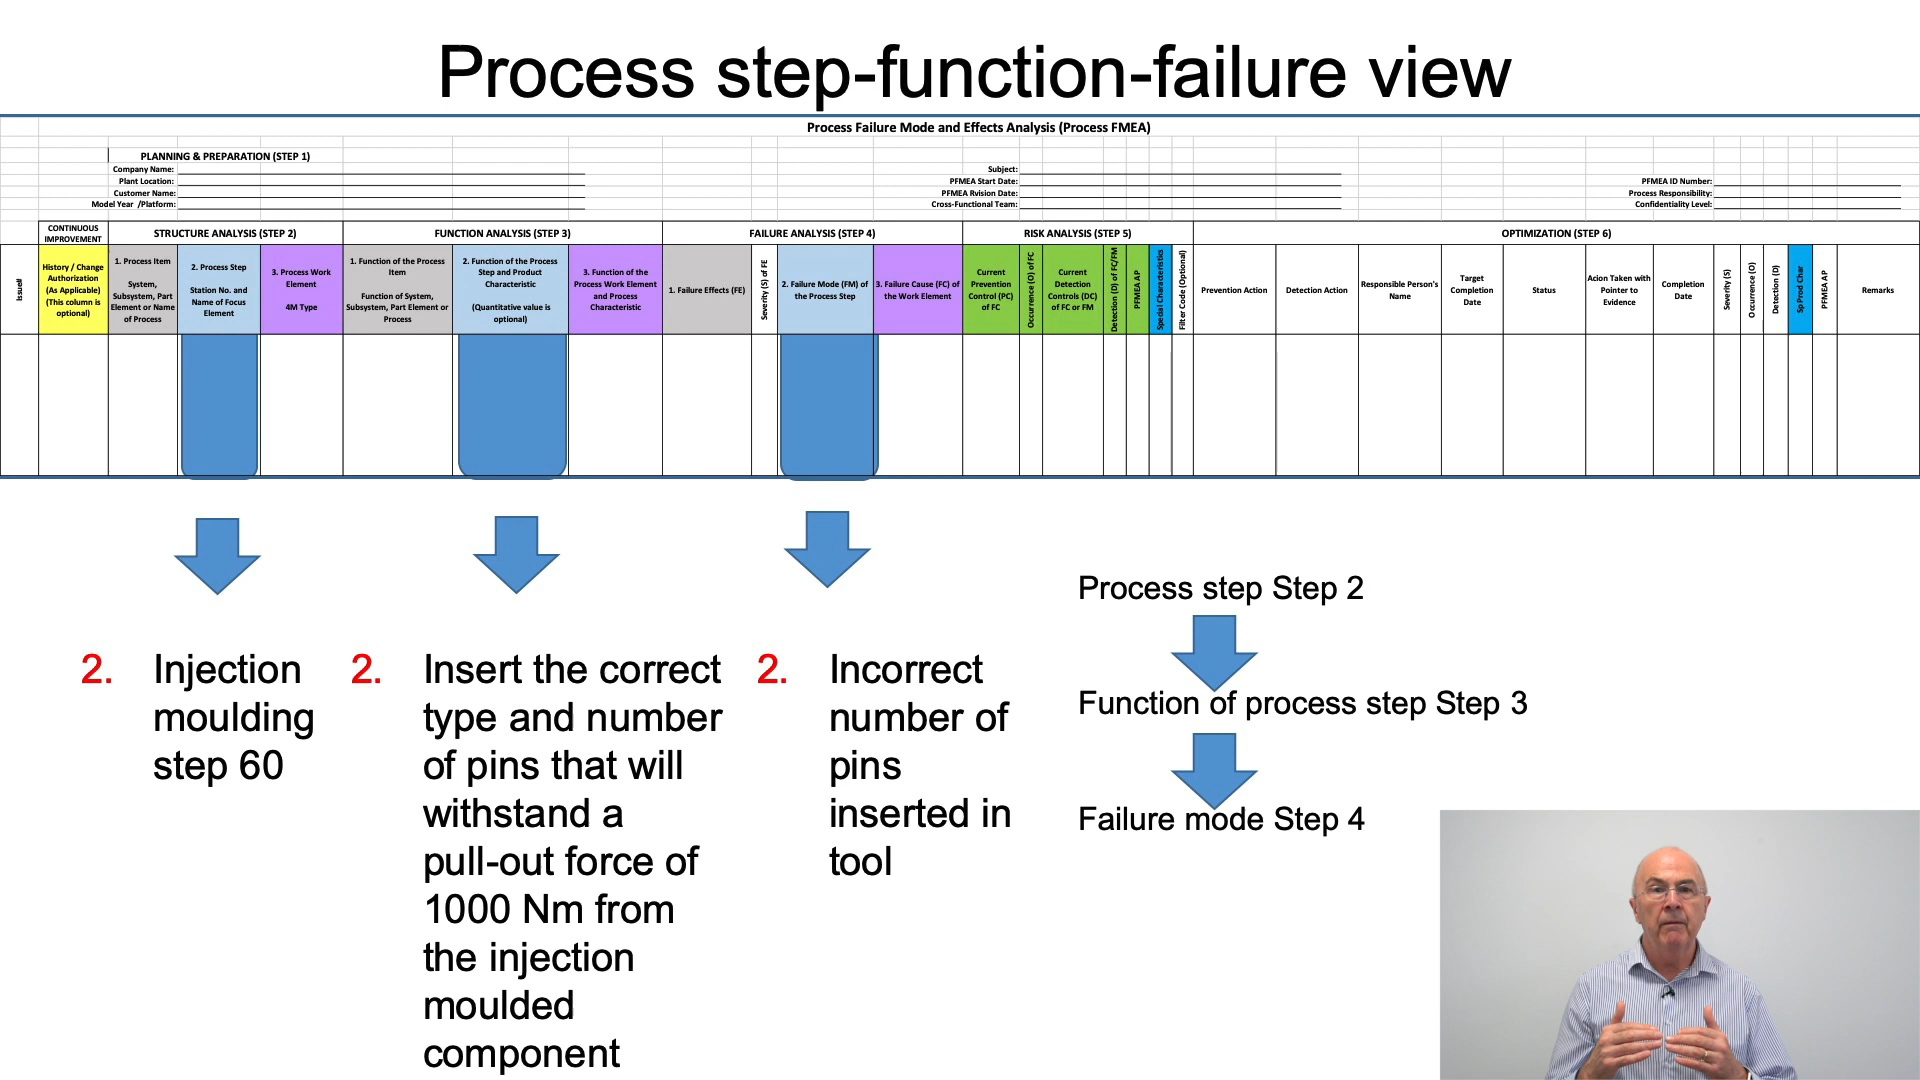 Process step-function-failure view
Process Failure Mode and Effects Analysis (Process FMEA)
PLANNING & PREPARATION (STEP 1)
Company Name:
Plant Location:
Customer Name:
Model Year /Platform:
Subject:
PFMEA Start Date:
PFMEA Rvision Date:
Cross-Functional Team:
PFMEA ID Number:
Process Responsibility:
Confidentiality Level:
CONTINUOUS
IMPROVEMENT
STRUCTURE ANALYSIS (STEP 2)
FUNCTION ANALYSIS (STEP 3)
FAILURE ANALYSIS (STEP 4)
RISK ANALYSIS (STEP 5)
OPTIMIZATION (STEP 6)
Issue#
History / Change
Authorization
(As Applicable)
(This column is
optional)
1. Process Item
System,
Subsystem, Part
Element or Name
of Process
2. Process Step
Station No. and
Name of Focus
Element
3. Process Work
Element
4M Type
1. Function of the Process
Item
Function of System,
Subsystem, Part Element or
Process
2. Function of the Process
Step and Product
Characteristic
(Quantitative value is
optional)
3. Function of the
Process Work Element
and Process
Characteristic
1. Failure Effects (FE)
Severity (S) of FE
2. Failure Mode (FM) of
the Process Step
3. Failure Cause (FC) of
the Work Element
Current
Prevention
Control (PC)
of FC
Occurrence (O) of FC
Current
Detection
Controls (DC)
of FC or FM
Detection (D) of FC/FM
PFMEA AP
Special Characteristics
Filter Code (Optional)
Prevention Action
Detection Action
Responsible Person's
Name
Target
Completion
Date
Status
Acion Taken with
Pointer to
Evidence
Completion
Date
Severity (S)
Occurrence (O)
Detection (D)
Sp Prod Char
PFMEA AP
Remarks
2. Injection
moulding
step 60
2. Insert the correct
type and number
of pins that will
withstand a
pull-out force of
1000 Nm from
the injection
moulded
component
2. Incorrect
number of
pins
inserted in
tool
Process step Step 2
Function of process step Step 3
Failure mode Step 4